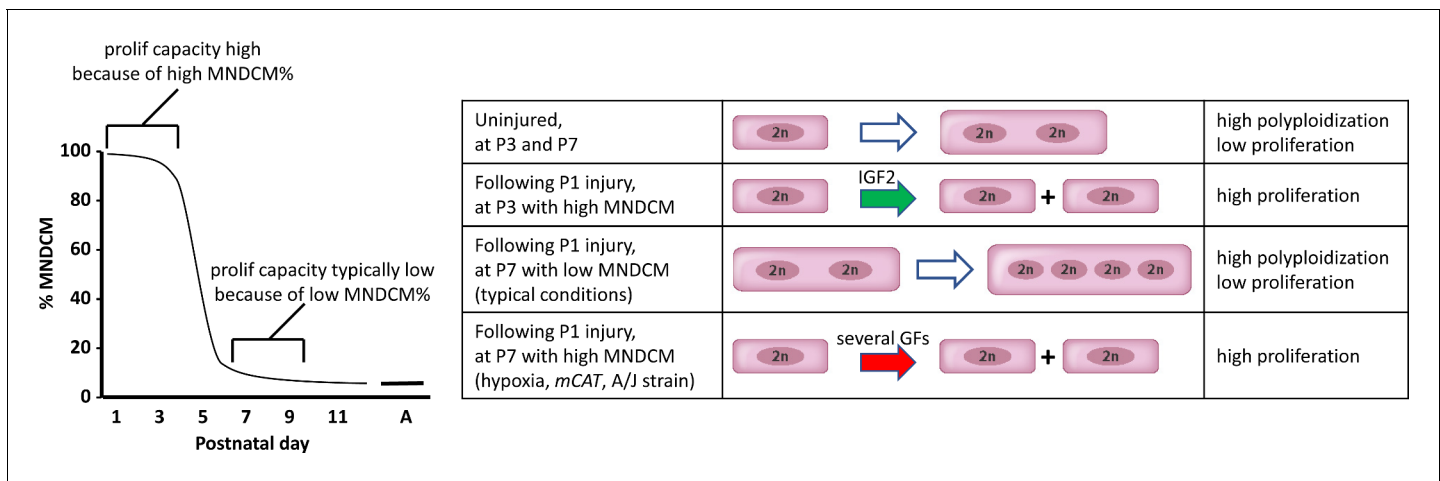 prolif capacity high
because of high MNDCM%
100
80
60
40
20
0
% MNDCM
prolif capacity typically low
because of low MNDCM%
1 3 5 7 9 11 A
Postnatal day
Uninjured,
at P3 and P7
2n
2n 2n
high polyploidization
low proliferation
Following P1 injury,
at P3 with high MNDCM
2n
IGF2
2n + 2n
high proliferation
Following P1 injury,
at P7 with low MNDCM
(typical conditions)
2n 2n
2n 2n 2n 2n
high polyploidization
low proliferation
Following P1 injury,
at P7 with high MNDCM
(hypoxia, mCAT, A/J strain)
2n
several GFs
2n + 2n
high proliferation